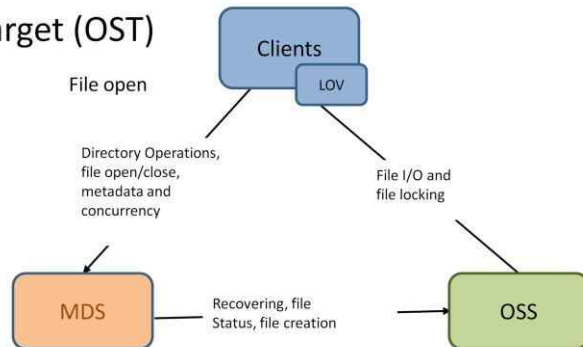 arget (OST)
Clients
LOV
File open
Directory Operations,
file open/close,
metadata and
concurrency
File I/O and
file locking
MDS
Recovering, file
Status, file creation
OSS